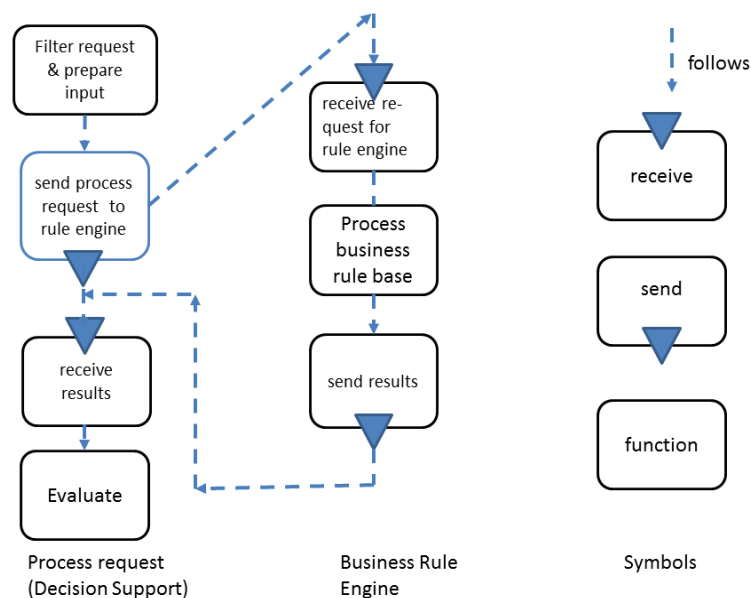 Filter request
& prepare
input
send process
request to
rule engine
receive
results
Evaluate
Process request
(Decision Support)
receive re-
quest for
rule engine
Process
business
rule base
send results
Business Rule
Engine
follows
receive
send
function
Symbols